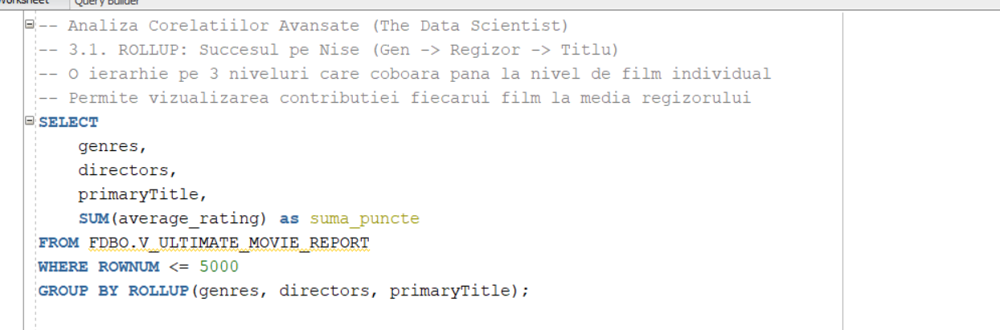 Worksheet Query Builder
-- Analiza Corelatiilor Avansate (The Data Scientist)
-- 3.1. ROLLUP: Succesul pe Nise (Gen -> Regizor -> Titlu)
-- O ierarhie pe 3 niveluri care coboara pana la nivel de film individual
-- Permite vizualizarea contributiei fiecarui film la media regizorului
SELECT
genres,
directors,
primaryTitle,
SUM(average_rating) as suma_puncte
FROM FDBO.V_ULTIMATE_MOVIE_REPORT
WHERE ROWNUM <= 5000
GROUP BY ROLLUP(genres, directors, primaryTitle);